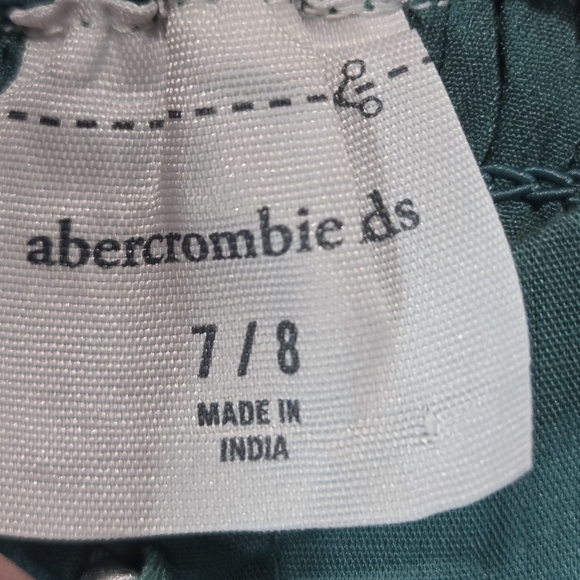 abercrombie ds
7 / 8
MADE IN
INDIA